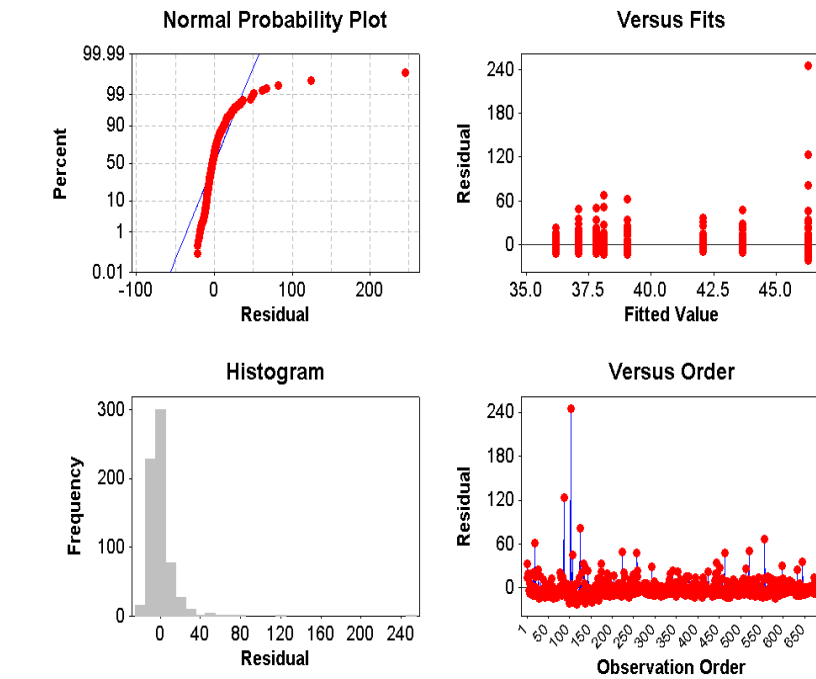 Normal Probability Plot
99.99
99
90
50
10
1
0.01
Percent
-100 0 100 200
Residual
Versus Fits
240
180
120
60
0
Residual
35.0 37.5 40.0 42.5 45.0
Fitted Value
Histogram
300
200
100
0
Frequency
0 40 80 120 160 200 240
Residual
Versus Order
240
180
120
60
0
Residual
1 50 100 150 200 250 300 350 400 450 500 550 600 650
Observation Order